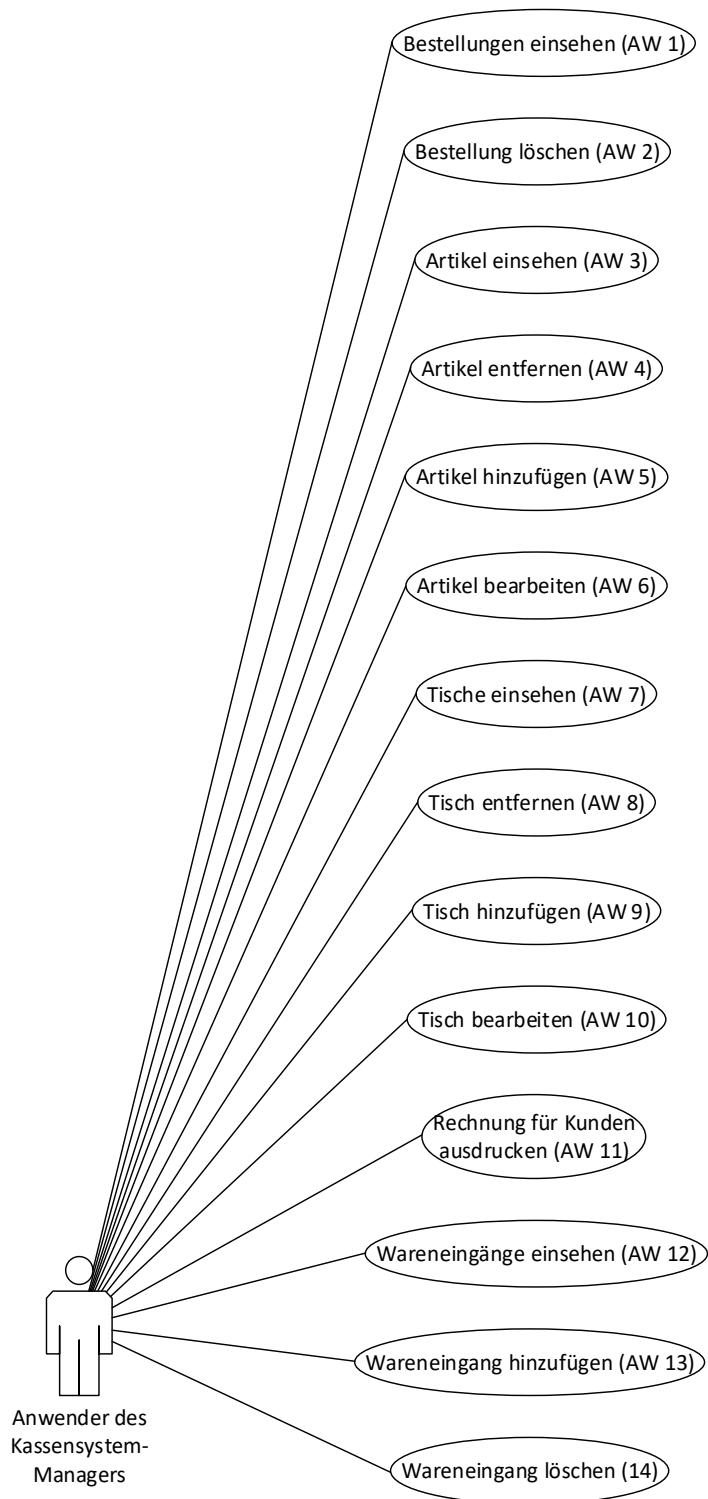 Bestellungen einsehen (AW 1)
Bestellung löschen (AW 2)
Artikel einsehen (AW 3)
Artikel entfernen (AW 4)
Artikel hinzufügen (AW 5)
Artikel bearbeiten (AW 6)
Tische einsehen (AW 7)
Tisch entfernen (AW 8)
Tisch hinzufügen (AW 9)
Tisch bearbeiten (AW 10)
Rechnung für Kunden
ausdrucken (AW 11)
Wareneingänge einsehen (AW 12)
Wareneingang hinzufügen (AW 13)
Wareneingang löschen (14)
Anwender des
Kassensystem-
Managers